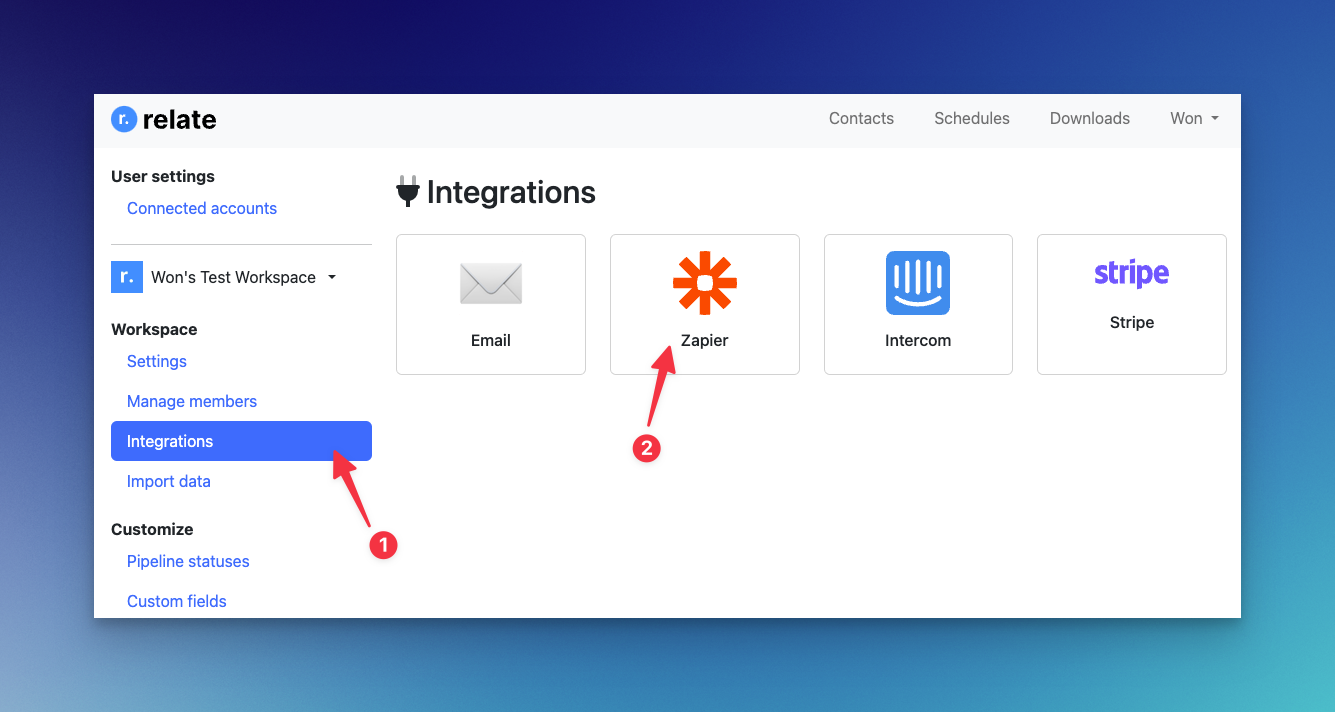 r. relate
Contacts Schedules Downloads Won
User settings
Connected accounts
r. Won's Test Workspace
Workspace
Settings
Manage members
Integrations
Import data
Customize
Pipeline statuses
Custom fields
Integrations
Email
Zapier
Intercom
stripe
Stripe
1
2